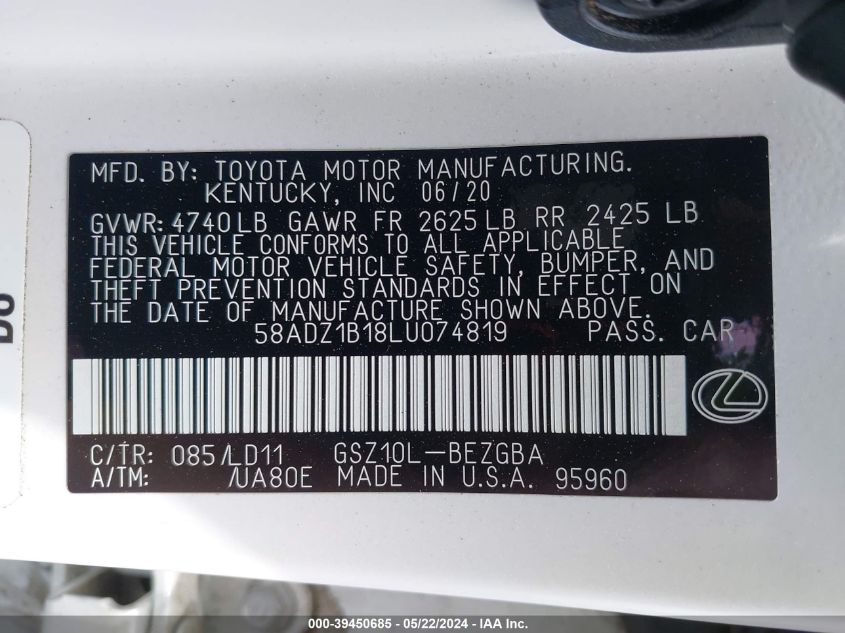 MFD. BY: TOYOTA MOTOR MANUFACTURING.
KENTUCKY, INC 06/20
GVWR: 4740LB GAWR FR 2625LB RR 2425 LB
THIS VEHICLE CONFORMS TO ALL APPLICABLE
FEDERAL MOTOR VEHICLE SAFETY, BUMPER, AND
THEFT PREVENTION STANDARDS IN EFFECT ON
THE DATE OF MANUFACTURE SHOWN ABOVE.
58ADZ1B18LU074819 PASS. CAR
C/TR: 085/LD11 GSZ10L-BEZGBA
A/TM: /UA80E MADE IN U.S.A. 95960
000-39450685 - 05/22/2024 - IAA Inc.